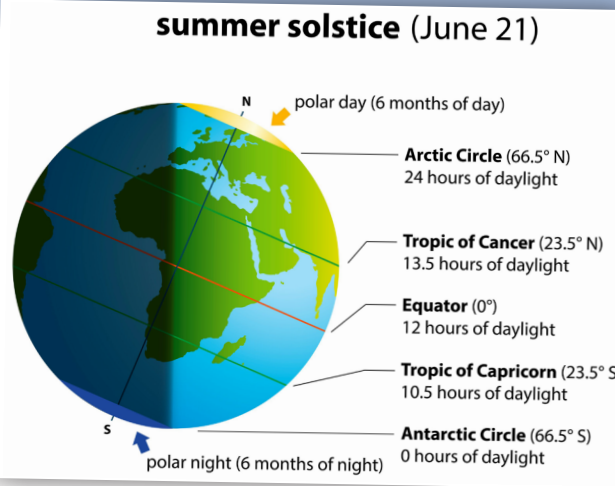 summer solstice (June 21)
N
polar day (6 months of day)
Arctic Circle (66.5° N)
24 hours of daylight
Tropic of Cancer (23.5° N)
13.5 hours of daylight
Equator (0°)
12 hours of daylight
Tropic of Capricorn (23.5° S
10.5 hours of daylight
Antarctic Circle (66.5° S)
0 hours of daylight
S
polar night (6 months of night)